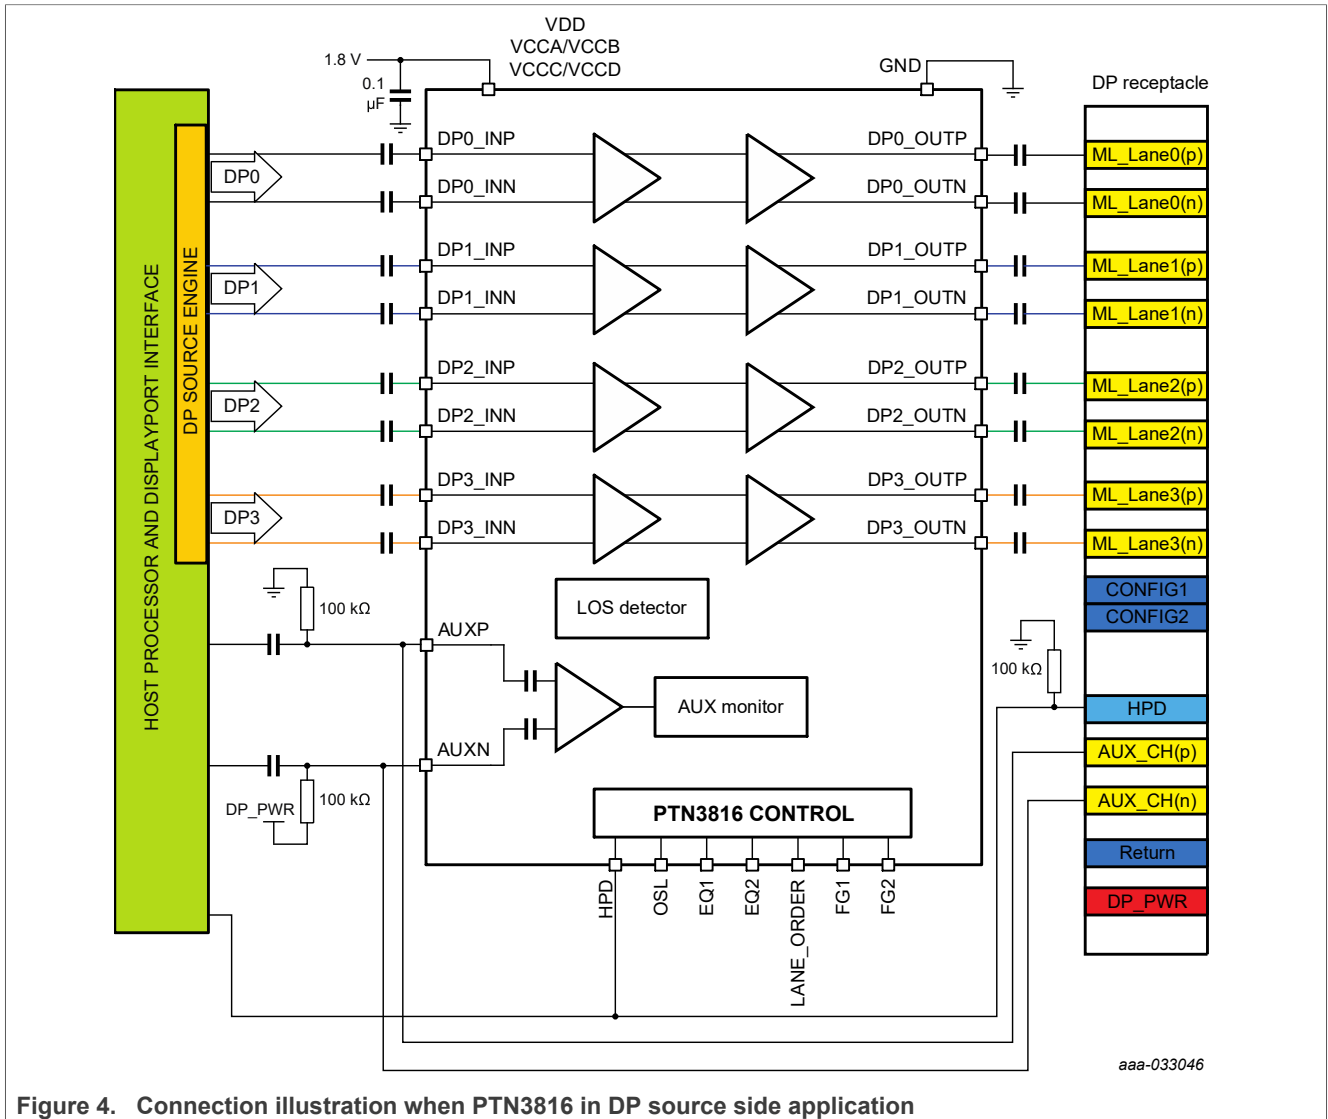 VDD
VCCA/VCCB
VCCC/VCCD
1.8 V
0.1
µF
GND
DP receptacle
HOST PROCESSOR AND DISPLAYPORT INTERFACE
DP SOURCE ENGINE
DP0
DP0_INP
DP0_INN
DP0_OUTP
DP0_OUTN
ML_Lane0(p)
ML_Lane0(n)
DP1
DP1_INP
DP1_INN
DP1_OUTP
DP1_OUTN
ML_Lane1(p)
ML_Lane1(n)
DP2
DP2_INP
DP2_INN
DP2_OUTP
DP2_OUTN
ML_Lane2(p)
ML_Lane2(n)
DP3
DP3_INP
DP3_INN
DP3_OUTP
DP3_OUTN
ML_Lane3(p)
ML_Lane3(n)
CONFIG1
CONFIG2
100 kΩ
LOS detector
AUXP
100 kΩ
AUX monitor
HPD
AUXN
AUX_CH(p)
DP_PWR
100 kΩ
AUX_CH(n)
PTN3816 CONTROL
Return
DP_PWR
HPD
OSL
EQ1
EQ2
LANE_ORDER
FG1
FG2
aaa-033046
Figure 4. Connection illustration when PTN3816 in DP source side application